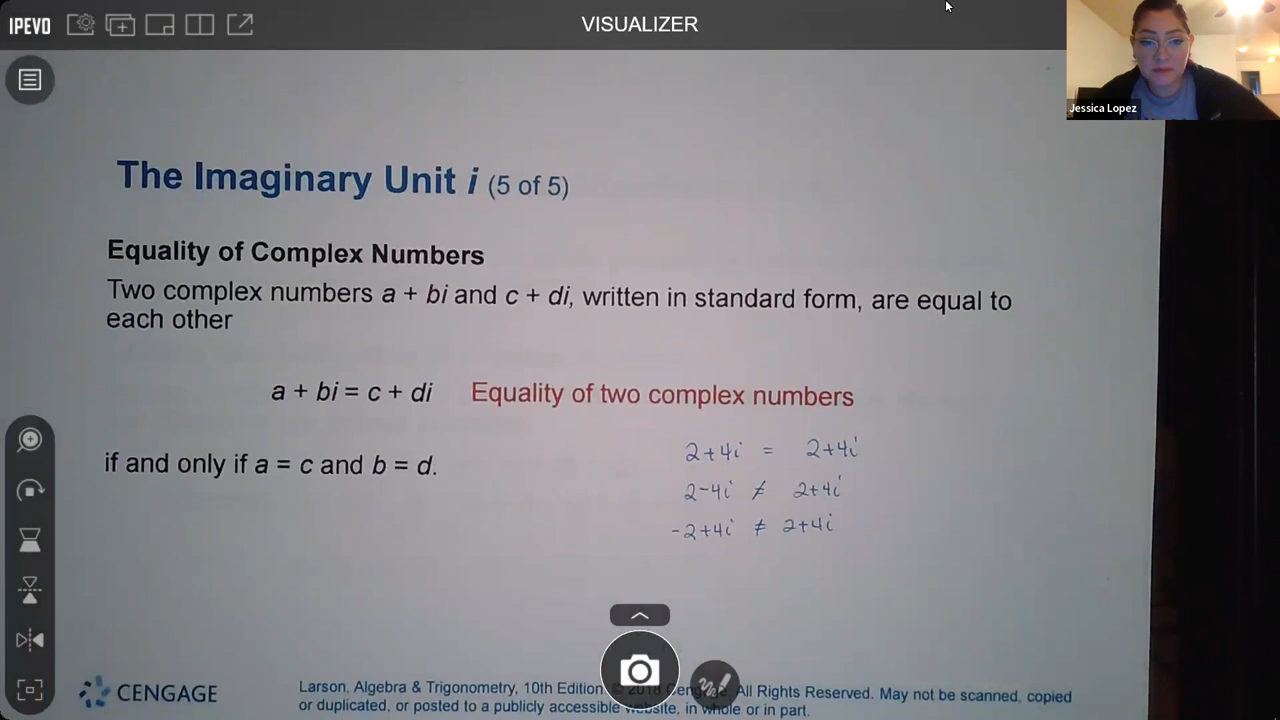 IPEVO
VISUALIZER
Jessica Lopez
The Imaginary Unit i (5 of 5)
Equality of Complex Numbers
Two complex numbers a + bi and c + di, written in standard form, are equal to
each other
a + bi = c + di Equality of two complex numbers
2+4i = 2+4i
if and only if a = c and b = d.
2-4i ≠ 2+4i
-2+4i ≠ 2+4i
CENGAGE
Larson, Algebra & Trigonometry, 10th Edition. © 2018 Cengage. All Rights Reserved. May not be scanned, copied
or duplicated, or posted to a publicly accessible website, in whole or in part.